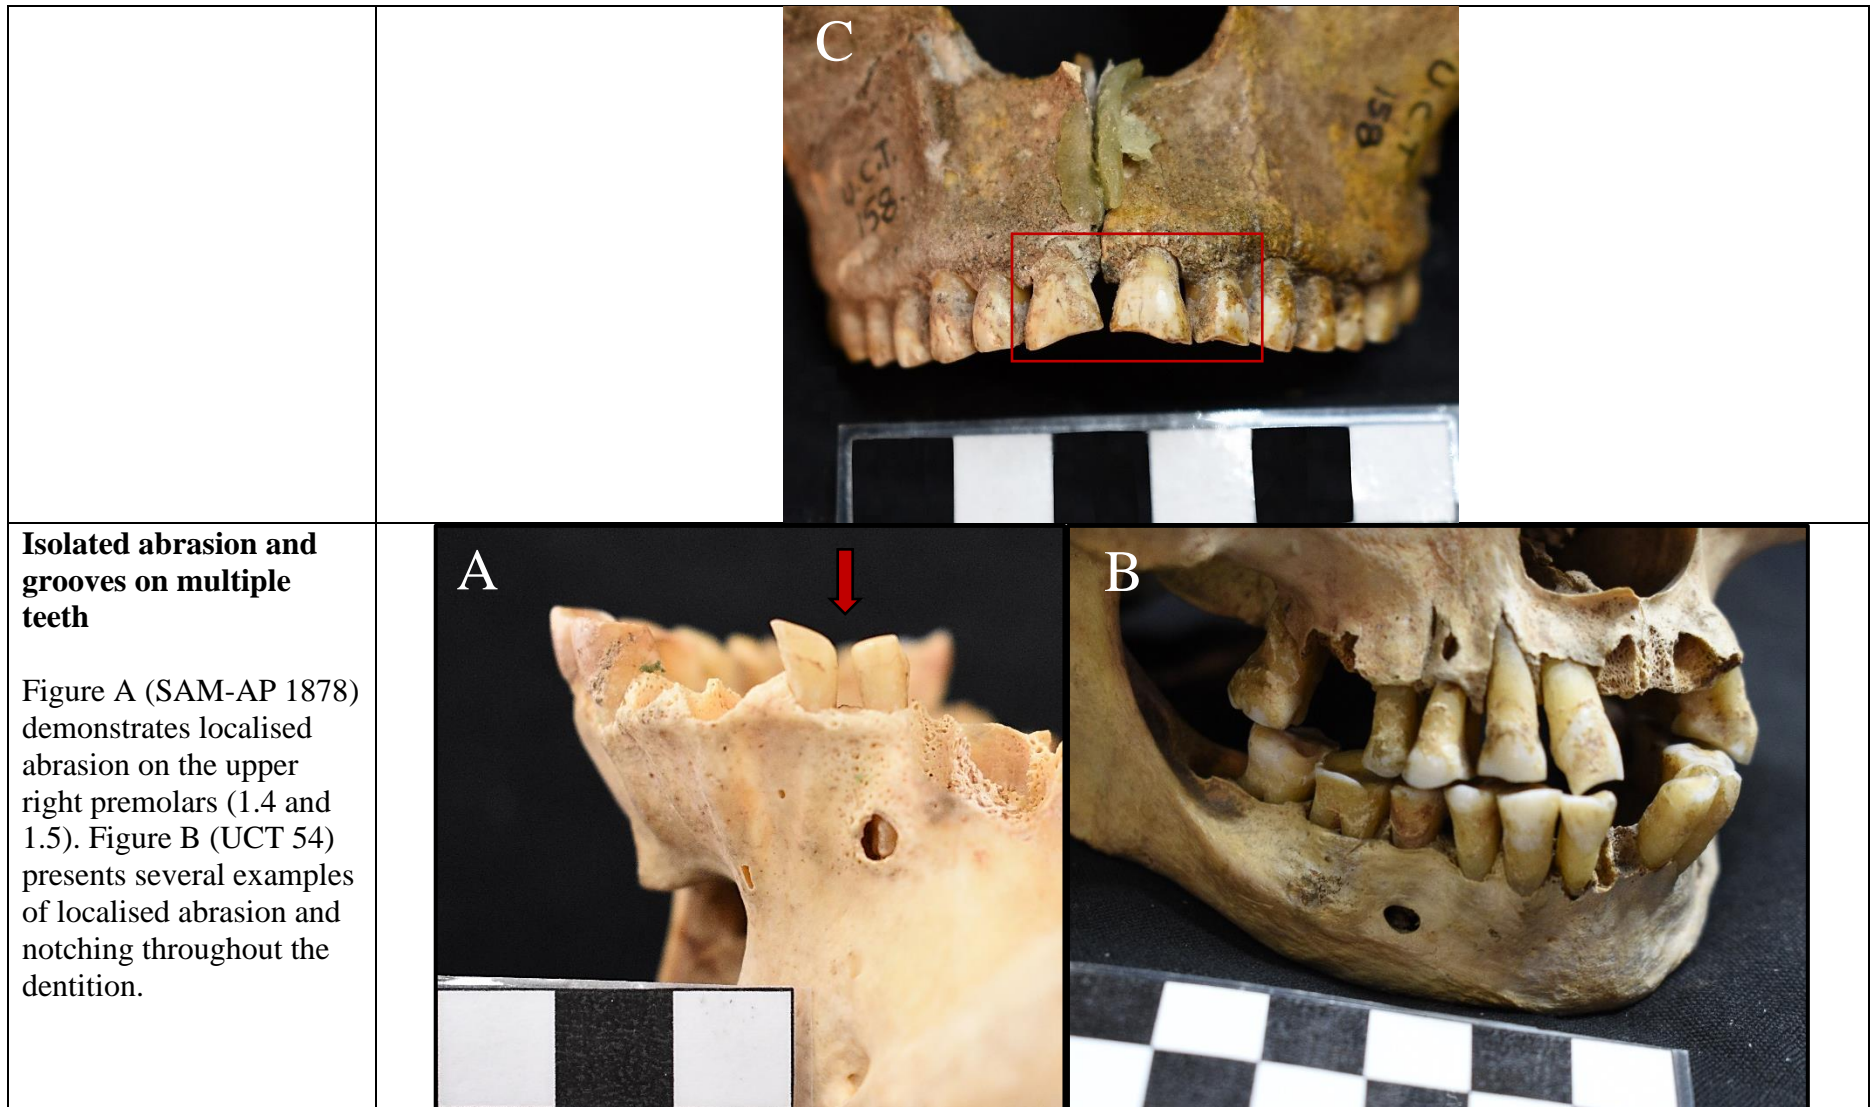 C
U.C.T.
158.
U.C.T
158
Isolated abrasion and
grooves on multiple
teeth
Figure A (SAM-AP 1878)
demonstrates localised
abrasion on the upper
right premolars (1.4 and
1.5). Figure B (UCT 54)
presents several examples
of localised abrasion and
notching throughout the
dentition.
A
B